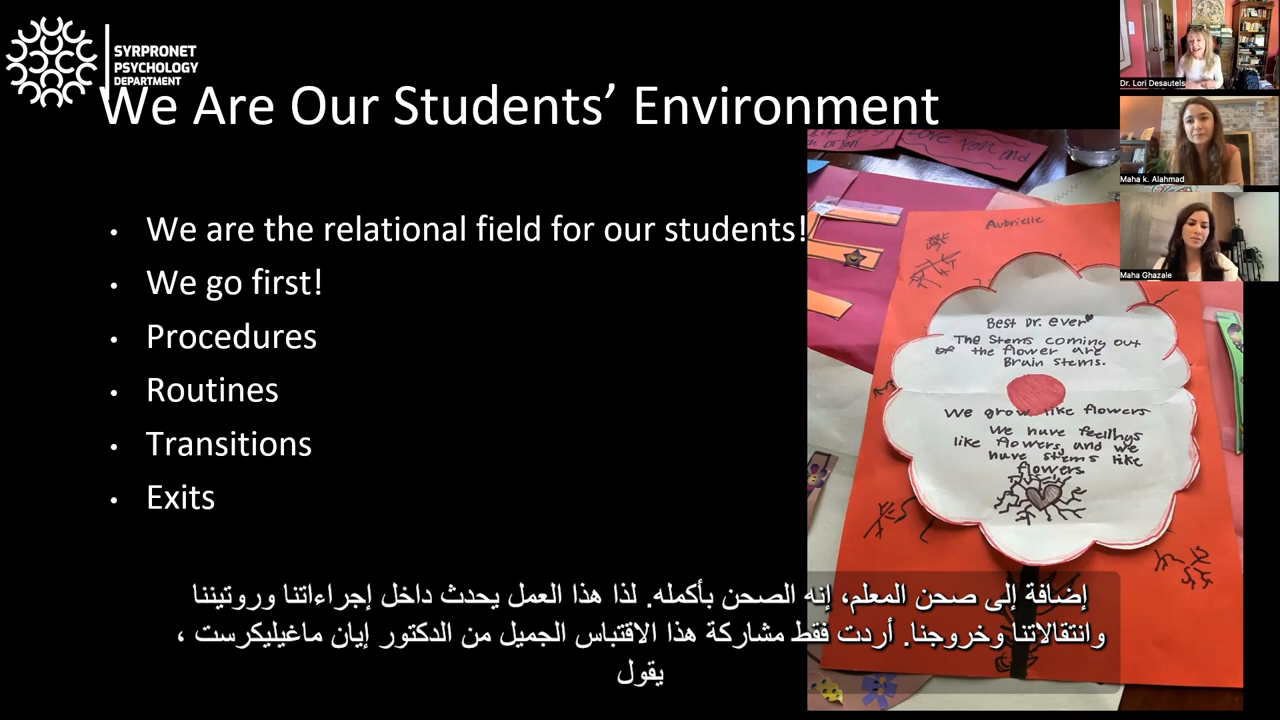 SYRPRONET
PSYCHOLOGY
DEPARTMENT
We Are Our Students’ Environment
• We are the relational field for our students!
• We go first!
• Procedures
• Routines
• Transitions
• Exits
Love you and
Aubrielle
Best Dr. ever
The Stems coming out
of the flower are
Brain stems.
We grow like flowers
We have feelings
like flowers, and we
have stems like
flowers
Dr. Lori Desautels
Maha k. Alahmad
Maha Ghazale
إضافة إلى صحن المعلم، إنه الصحن بأكمله. لذا هذا العمل يحدث داخل إجراءاتنا وروتيننا
وانتقالاتنا وخروجنا. أردت فقط مشاركة هذا الاقتباس الجميل من الدكتور إيان ماغيليكرست ،
يقول